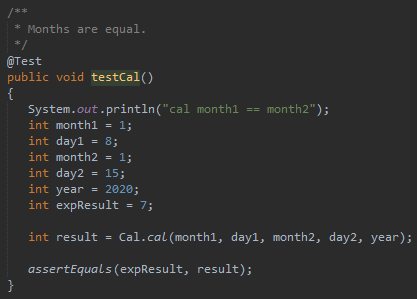 /**
 * Months are equal.
 */
@Test
public void testCal()
{
    System.out.println("cal month1 == month2");
    int month1 = 1;
    int day1 = 8;
    int month2 = 1;
    int day2 = 15;
    int year = 2020;
    int expResult = 7;

    int result = Cal.cal(month1, day1, month2, day2, year);

    assertEquals(expResult, result);
}